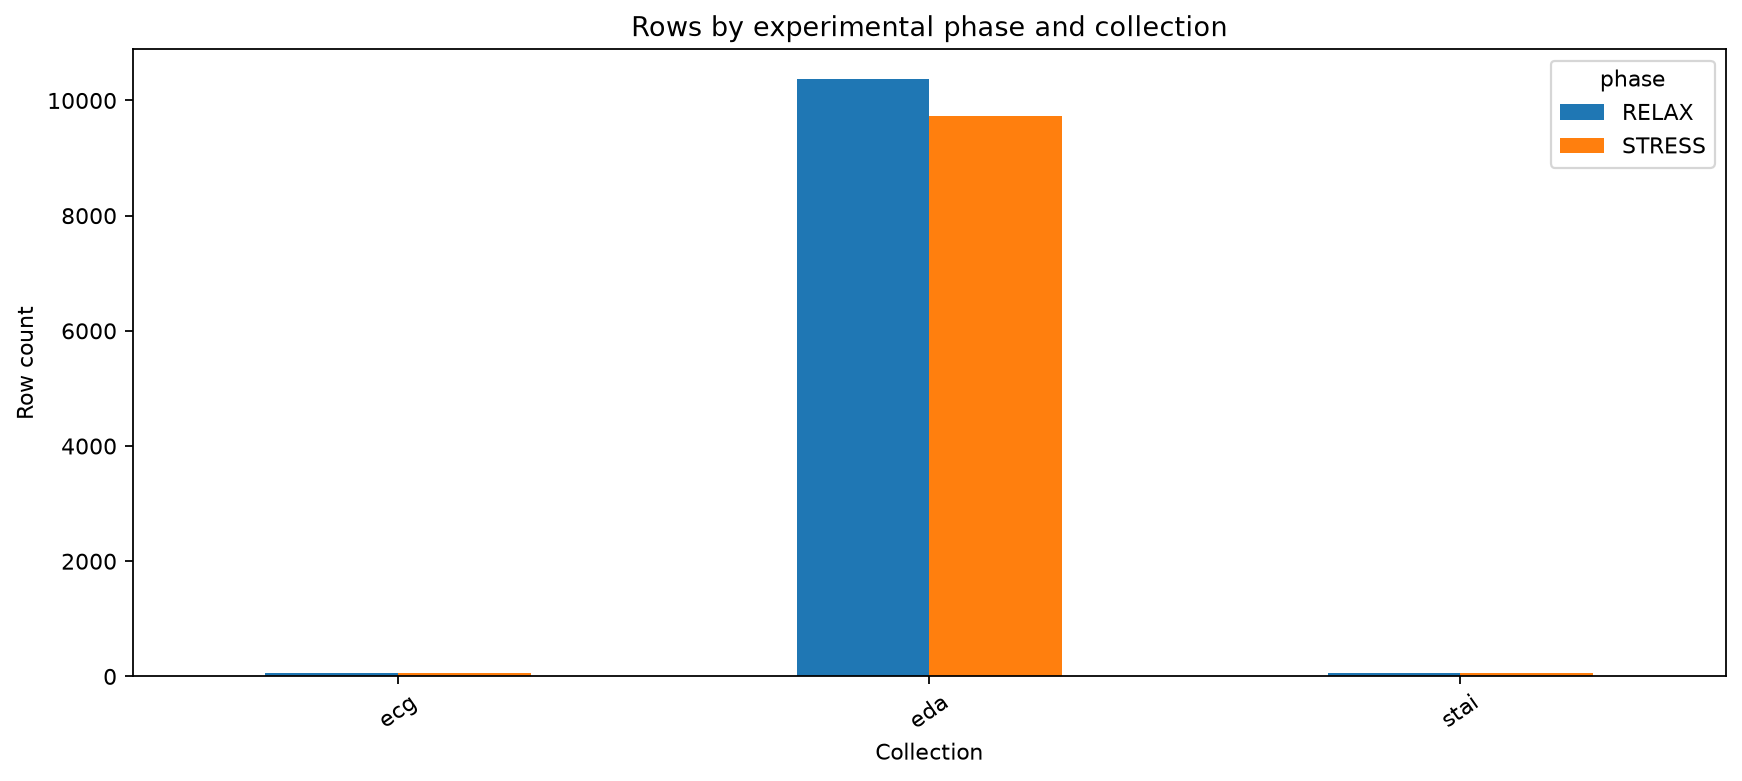 Rows by experimental phase and collection
phase
RELAX
STRESS
10000
8000
6000
4000
2000
0
Row count
ecg
eda
stai
Collection